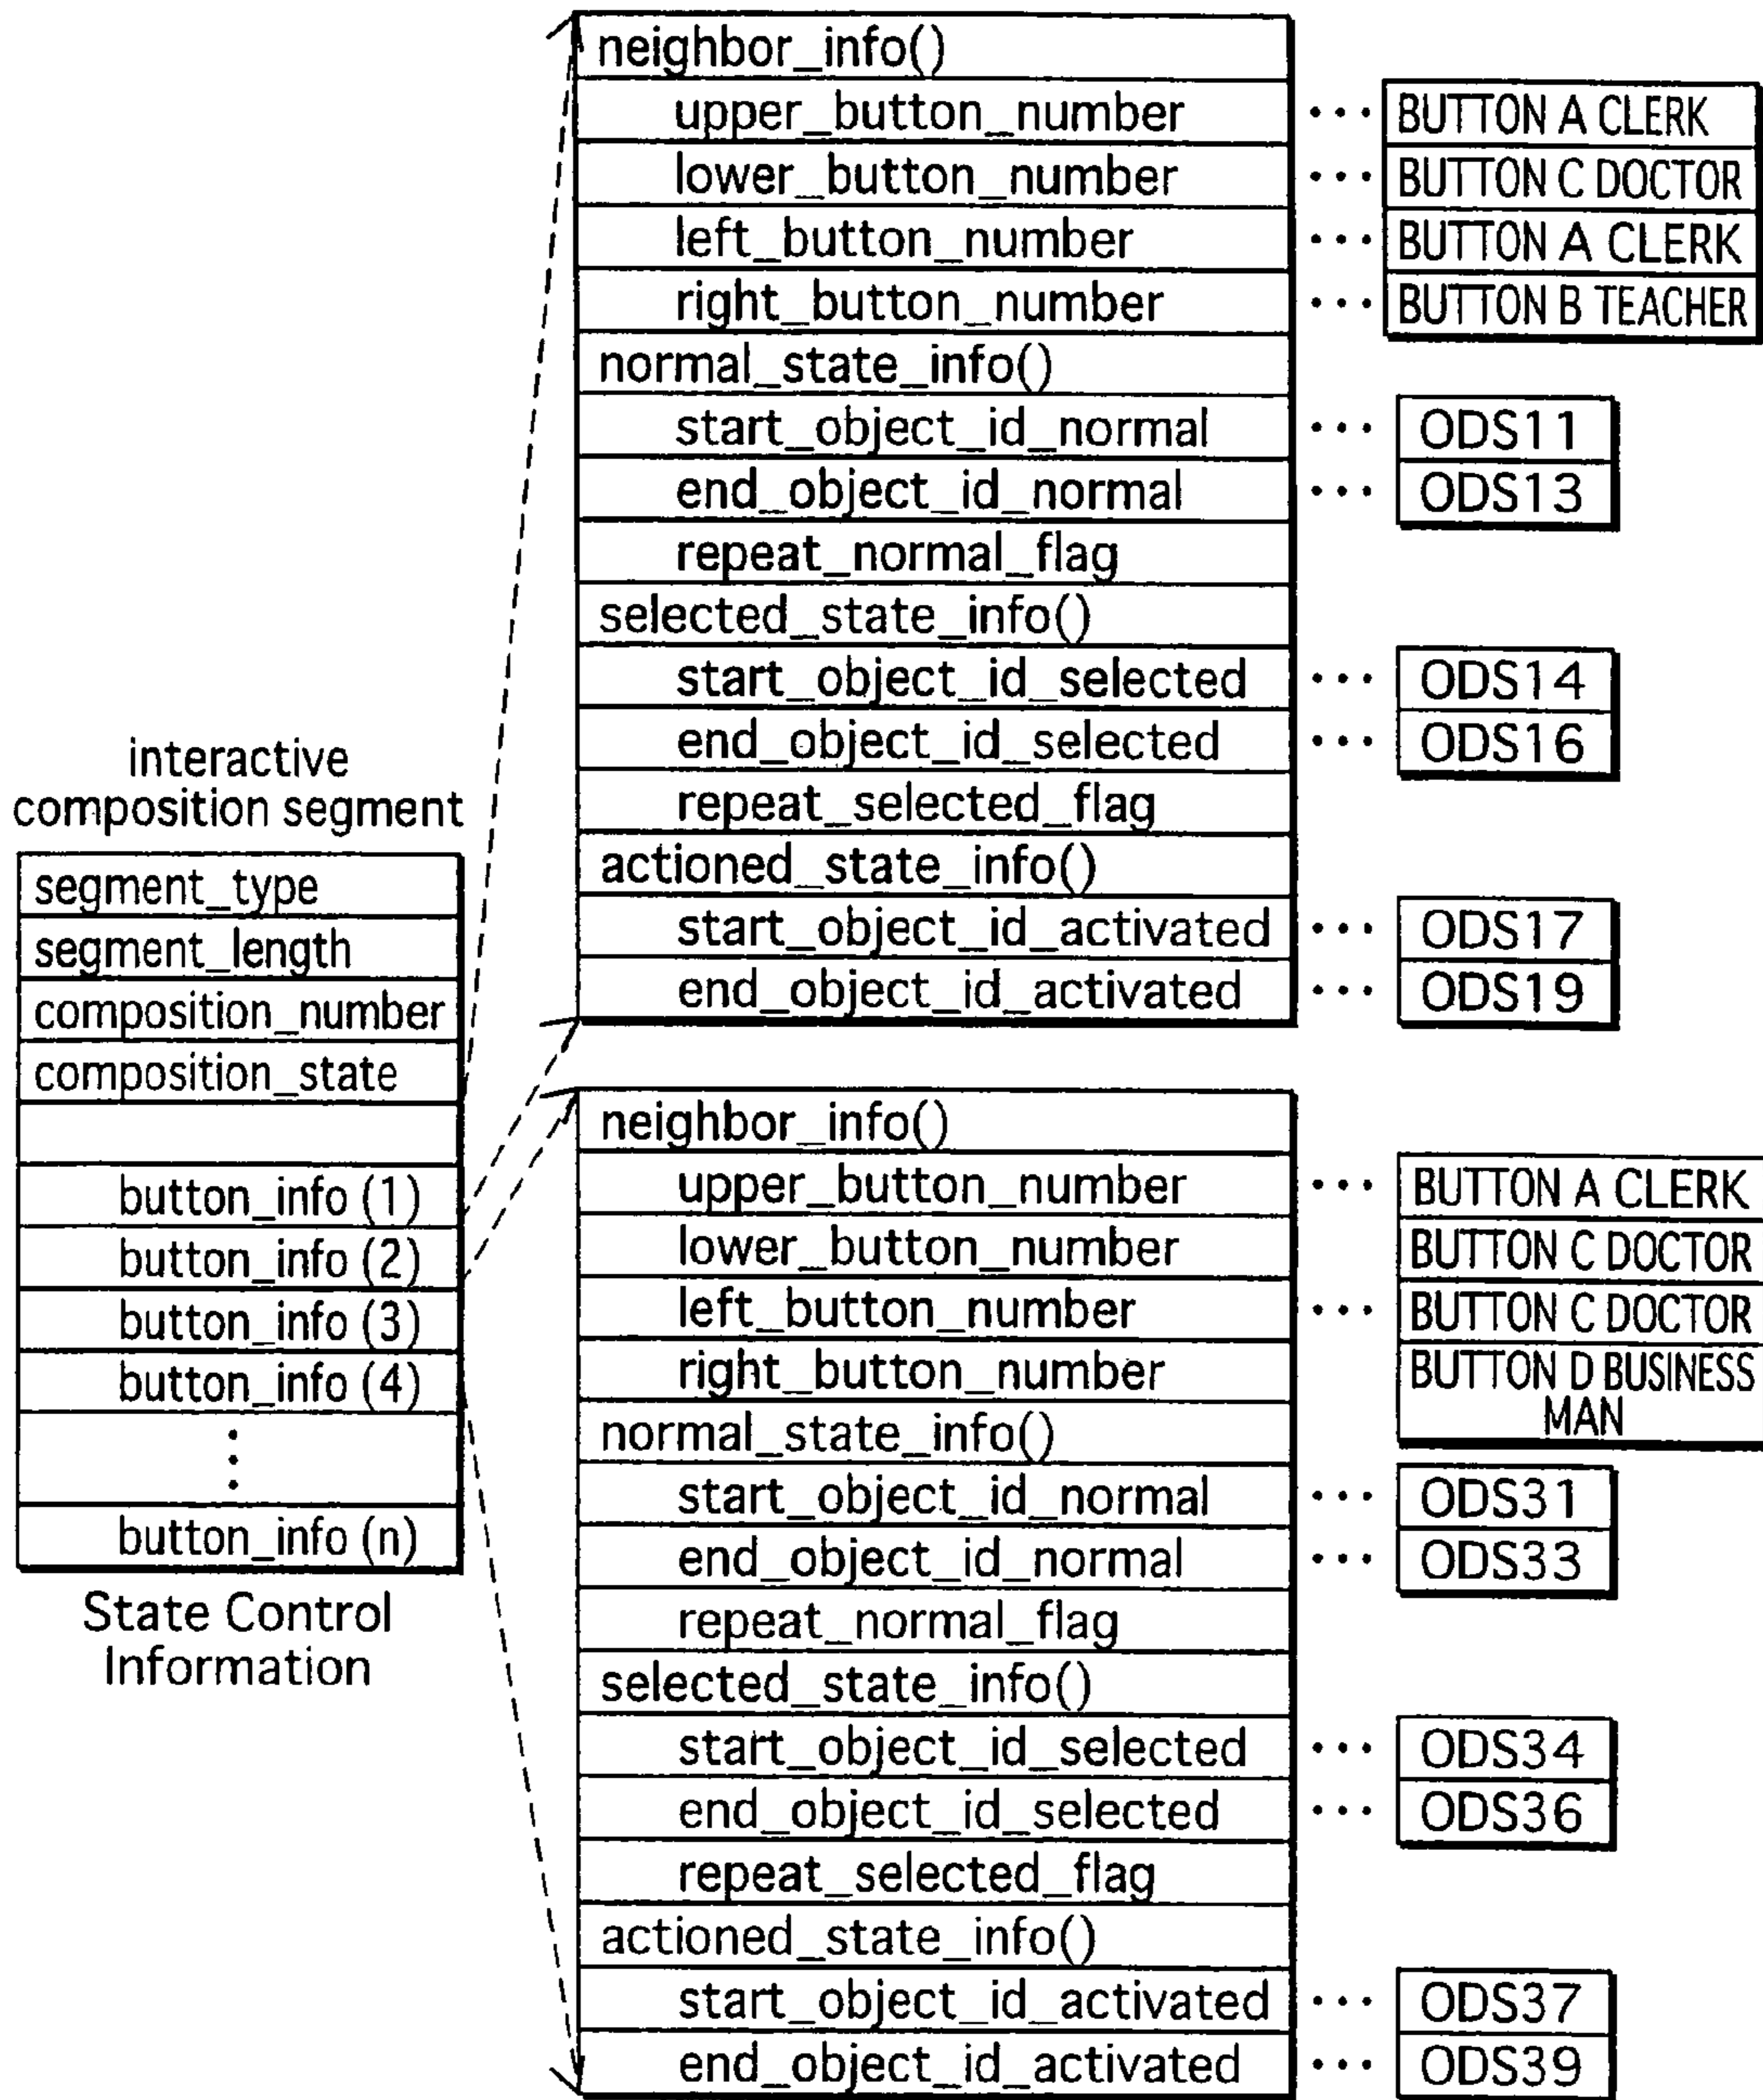 interactive
composition segment
segment_type
segment_length
composition_number
composition_state
button_info (1)
button_info (2)
button_info (3)
button_info (4)
button_info (n)
State Control
Information
neighbor_info()
upper_button_number ••• BUTTON A CLERK
lower_button_number ••• BUTTON C DOCTOR
left_button_number ••• BUTTON A CLERK
right_button_number ••• BUTTON B TEACHER
normal_state_info()
start_object_id_normal ••• ODS11
end_object_id_normal ••• ODS13
repeat_normal_flag
selected_state_info()
start_object_id_selected ••• ODS14
end_object_id_selected ••• ODS16
repeat_selected_flag
actioned_state_info()
start_object_id_activated ••• ODS17
end_object_id_activated ••• ODS19
neighbor_info()
upper_button_number ••• BUTTON A CLERK
lower_button_number BUTTON C DOCTOR
left_button_number ••• BUTTON C DOCTOR
right_button_number BUTTON D BUSINESS
MAN
normal_state_info()
start_object_id_normal ••• ODS31
end_object_id_normal ••• ODS33
repeat_normal_flag
selected_state_info()
start_object_id_selected ••• ODS34
end_object_id_selected ••• ODS36
repeat_selected_flag
actioned_state_info()
start_object_id_activated ••• ODS37
end_object_id_activated ••• ODS39